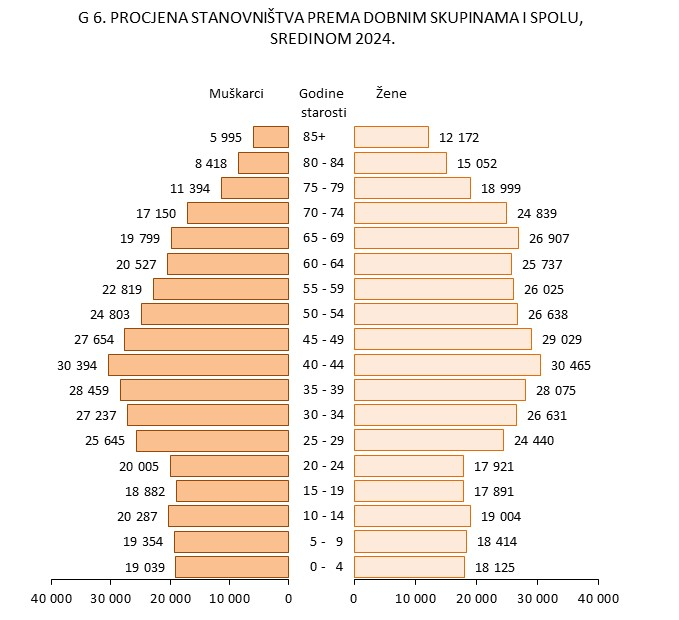 G 6. PROCJENA STANOVNIŠTVA PREMA DOBNIM SKUPINAMA I SPOLU,
SREDINOM 2024.
Muškarci Godine starosti Žene
5 995 85+ 12 172
8 418 80 - 84 15 052
11 394 75 - 79 18 999
17 150 70 - 74 24 839
19 799 65 - 69 26 907
20 527 60 - 64 25 737
22 819 55 - 59 26 025
24 803 50 - 54 26 638
27 654 45 - 49 29 029
30 394 40 - 44 30 465
28 459 35 - 39 28 075
27 237 30 - 34 26 631
25 645 25 - 29 24 440
20 005 20 - 24 17 921
18 882 15 - 19 17 891
20 287 10 - 14 19 004
19 354 5 - 9 18 414
19 039 0 - 4 18 125
40 000 30 000 20 000 10 000 0 0 10 000 20 000 30 000 40 000